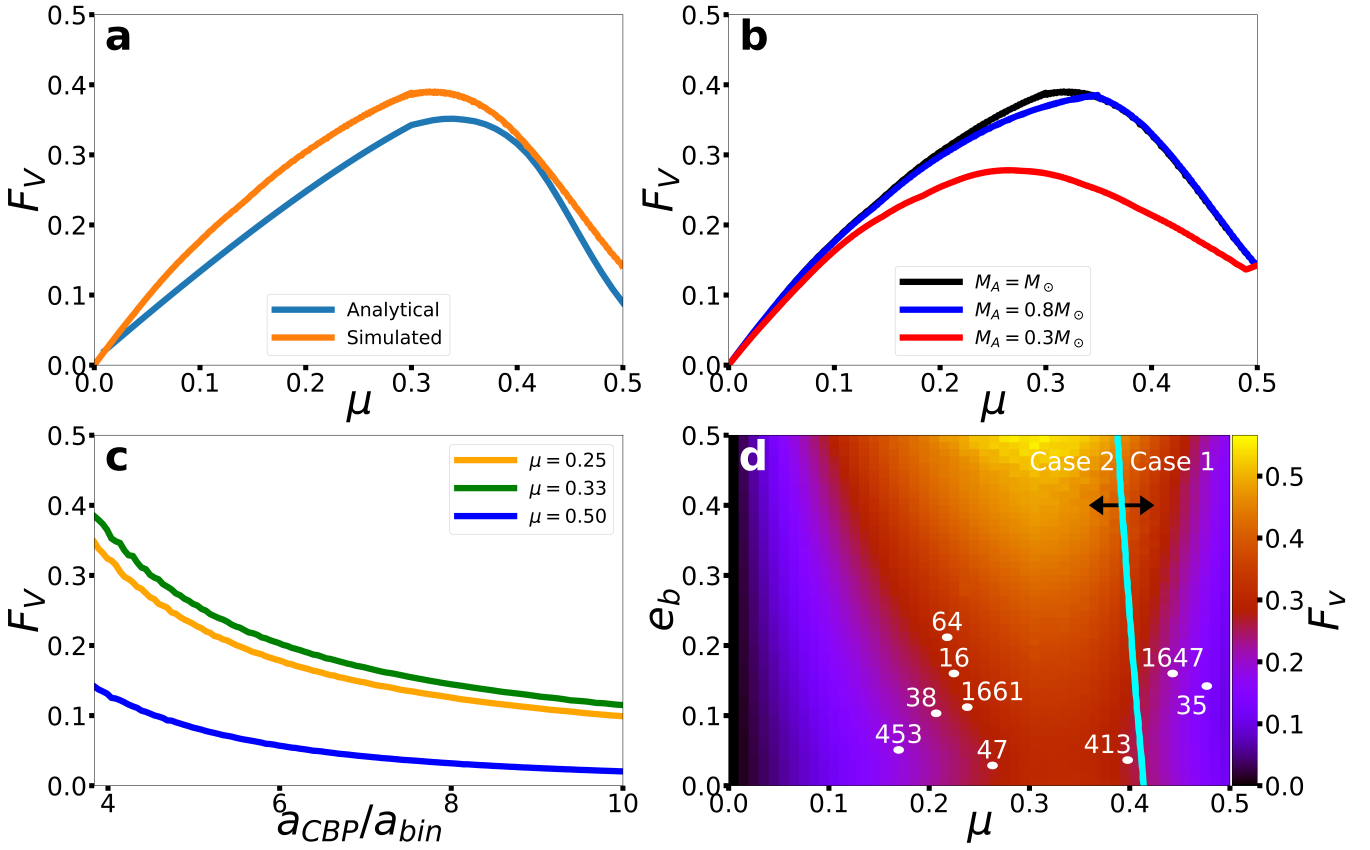 a
0.5
0.4
0.3
0.2
0.1
0.0
F_V
Analytical
Simulated
0.0 0.1 0.2 0.3 0.4 0.5
μ
b
0.5
0.4
0.3
0.2
0.1
0.0
F_V
M_A = M_⊙
M_A = 0.8M_⊙
M_A = 0.3M_⊙
0.0 0.1 0.2 0.3 0.4 0.5
μ
c
0.5
0.4
0.3
0.2
0.1
0.0
F_V
μ = 0.25
μ = 0.33
μ = 0.50
4 6 8 10
a_CBP/a_bin
d
0.5
0.4
0.3
0.2
0.1
0.0
e_b
Case 2 Case 1
64
16
1647
38
1661
35
453
47
413
0.0 0.1 0.2 0.3 0.4 0.5
μ
0.5
0.4
0.3
0.2
0.1
0.0
F_V